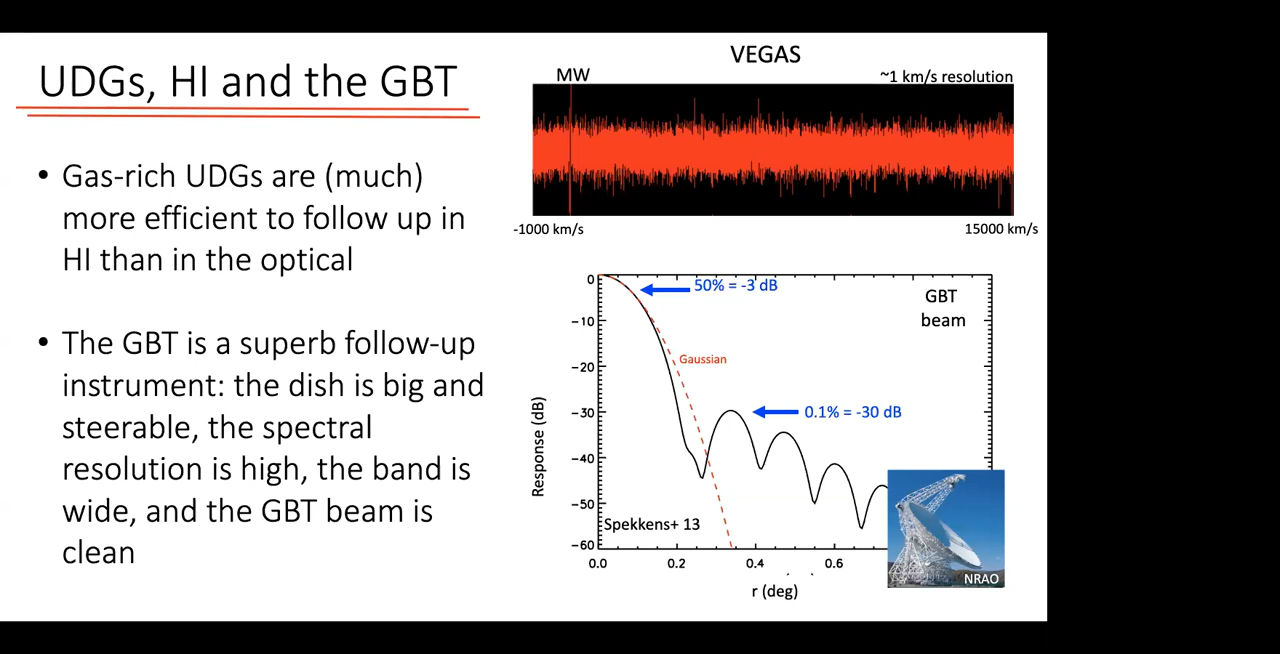 UDGs, HI and the GBT
• Gas-rich UDGs are (much)
more efficient to follow up in
HI than in the optical
• The GBT is a superb follow-up
instrument: the dish is big and
steerable, the spectral
resolution is high, the band is
wide, and the GBT beam is
clean
VEGAS
MW
~1 km/s resolution
-1000 km/s
15000 km/s
0
−10
−20
−30
−40
−50
−60
Response (dB)
50% = -3 dB
GBT
beam
Gaussian
0.1% = -30 dB
Spekkens+ 13
NRAO
0.0
0.2
0.4
0.6
r (deg)